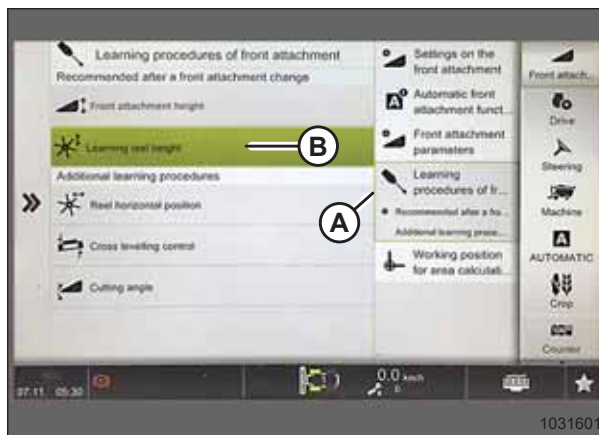 Learning procedures of front attachment
Recommended after a front attachment change
Front attachment height
Learning reel height
Additional learning procedures
Reel horizontal position
Cross levelling control
Cutting angle
B
A
Settings on the
front attachment
Automatic front
attachment funct...
Front attachment
parameters
Learning
procedures of fr...
Recommended after a fro...
Additional learning proce...
Working position
for area calculati...
Front attach...
Drive
Steering
Machine
A
AUTOMATIC
Crop
Counter
07.11 05:30
0.0 km/h
0
1031601